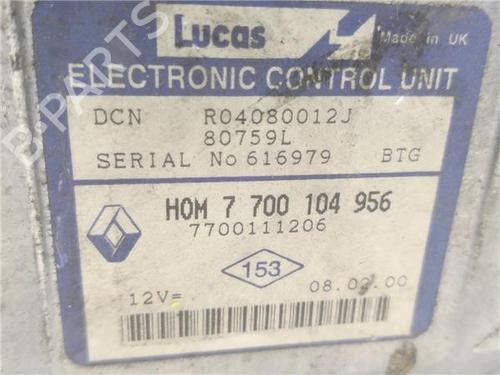 Lucas
Made in UK
ELECTRONIC CONTROL UNIT
DCN R04080012J
80759L
SERIAL No 616979 BTG
HOM 7 700 104 956
7700111206
153
12V= 08.02.00
B-PARTS